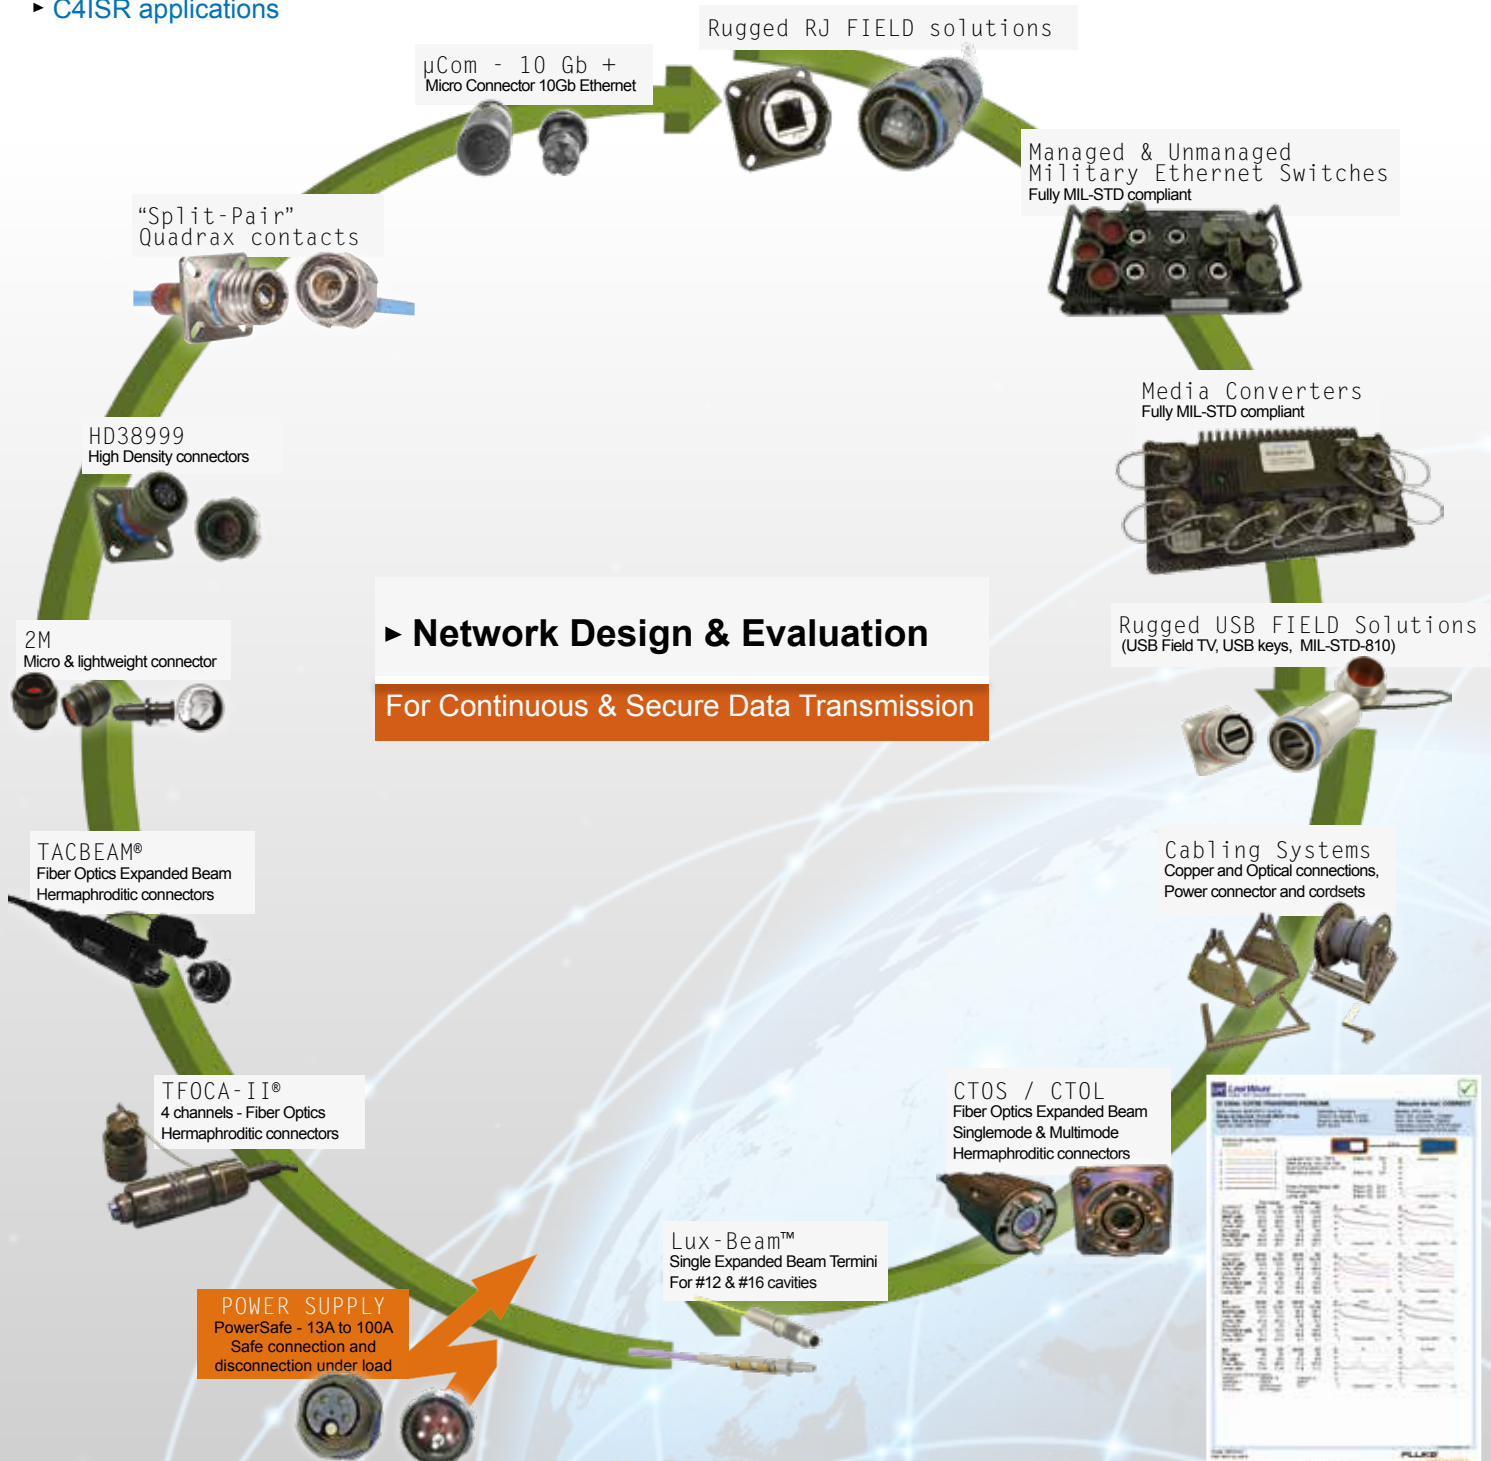 ► C4ISR applications
Rugged RJ FIELD solutions
µCom - 10 Gb +
Micro Connector 10Gb Ethernet
Managed & Unmanaged
Military Ethernet Switches
Fully MIL-STD compliant
"Split-Pair"
Quadrax contacts
Media Converters
Fully MIL-STD compliant
HD38999
High Density connectors
► Network Design & Evaluation
For Continuous & Secure Data Transmission
Rugged USB FIELD Solutions
(USB Field TV, USB keys, MIL-STD-810)
2M
Micro & lightweight connector
TACBEAM®
Fiber Optics Expanded Beam
Hermaphroditic connectors
Cabling Systems
Copper and Optical connections,
Power connector and cordsets
TFOCA-II®
4 channels - Fiber Optics
Hermaphroditic connectors
CTOS / CTOL
Fiber Optics Expanded Beam
Singlemode & Multimode
Hermaphroditic connectors
Lux-Beam™
Single Expanded Beam Termini
For #12 & #16 cavities
POWER SUPPLY
PowerSafe - 13A to 100A
Safe connection and
disconnection under load
FLUKE